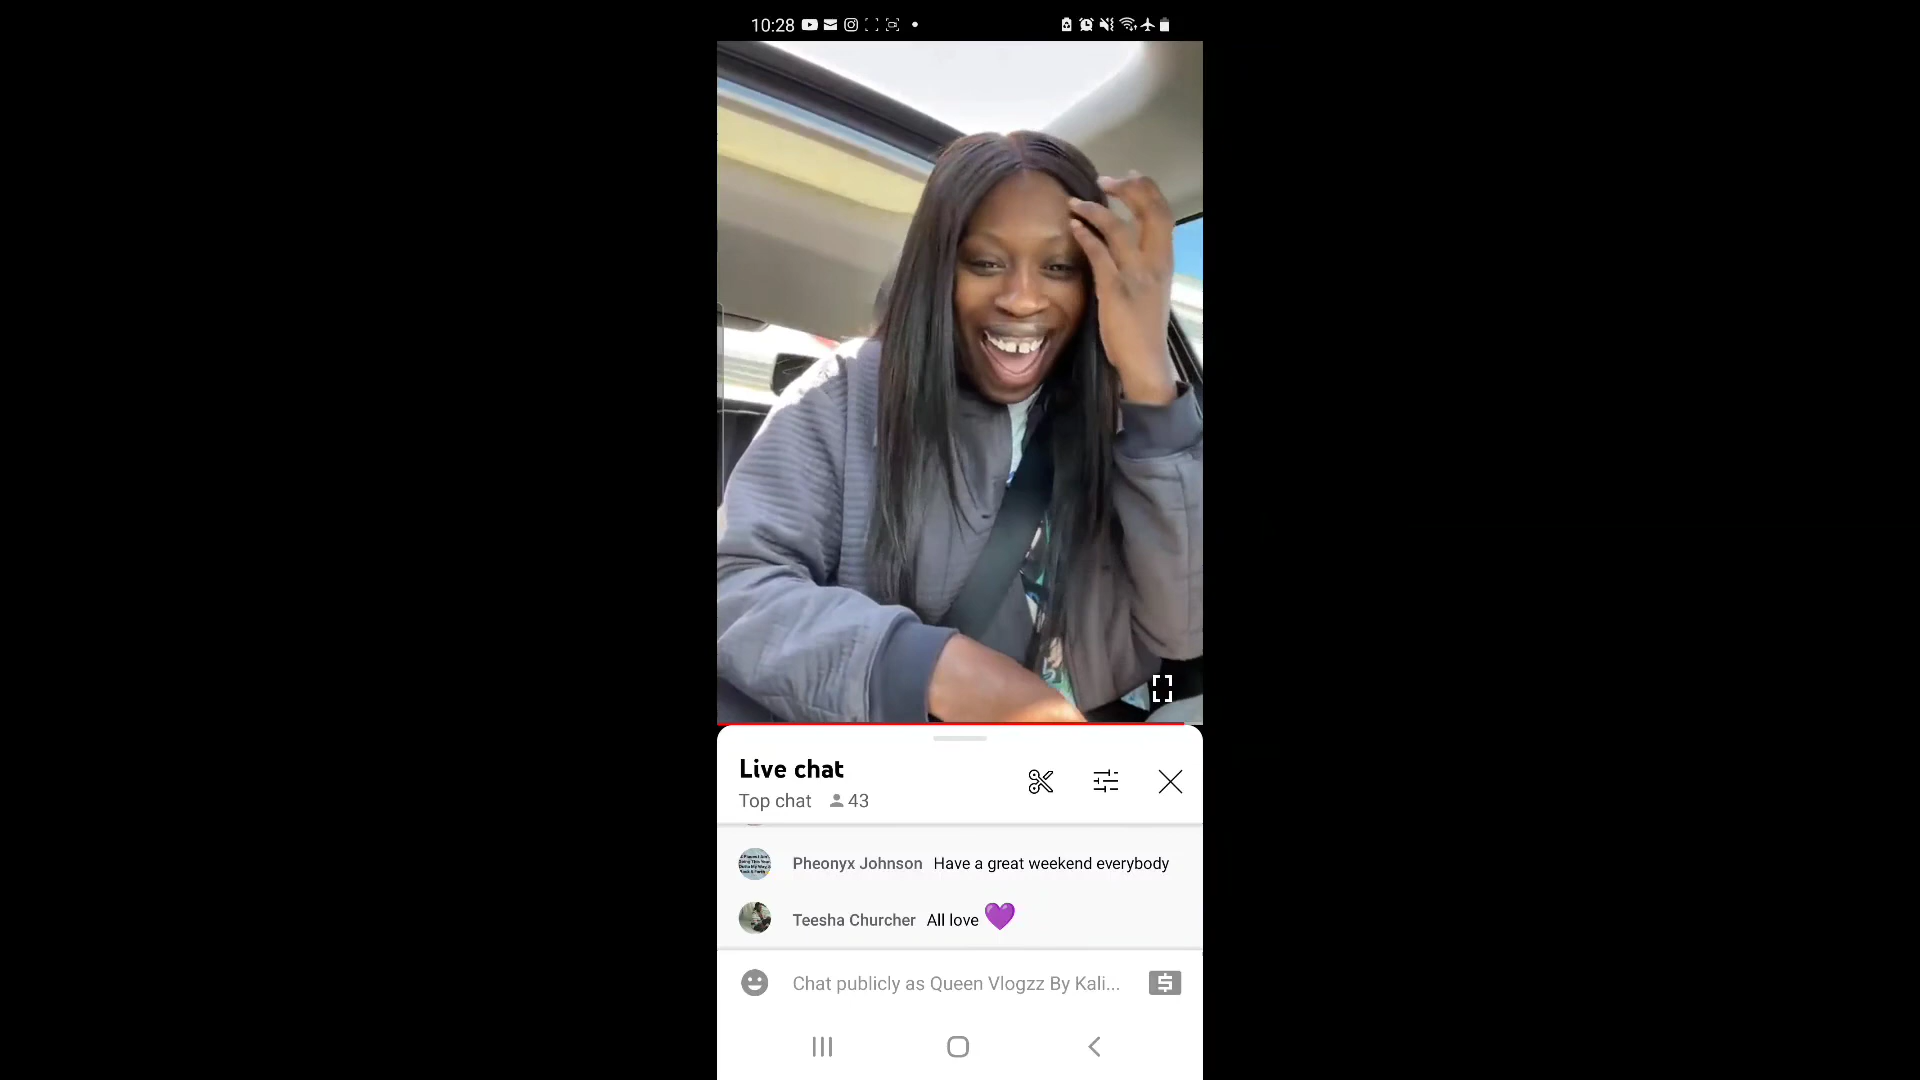 10:28
Live chat
Top chat 43
Pheonyx Johnson Have a great weekend everybody
Teesha Churcher All love 💜
Chat publicly as Queen Vlogzz By Kali...